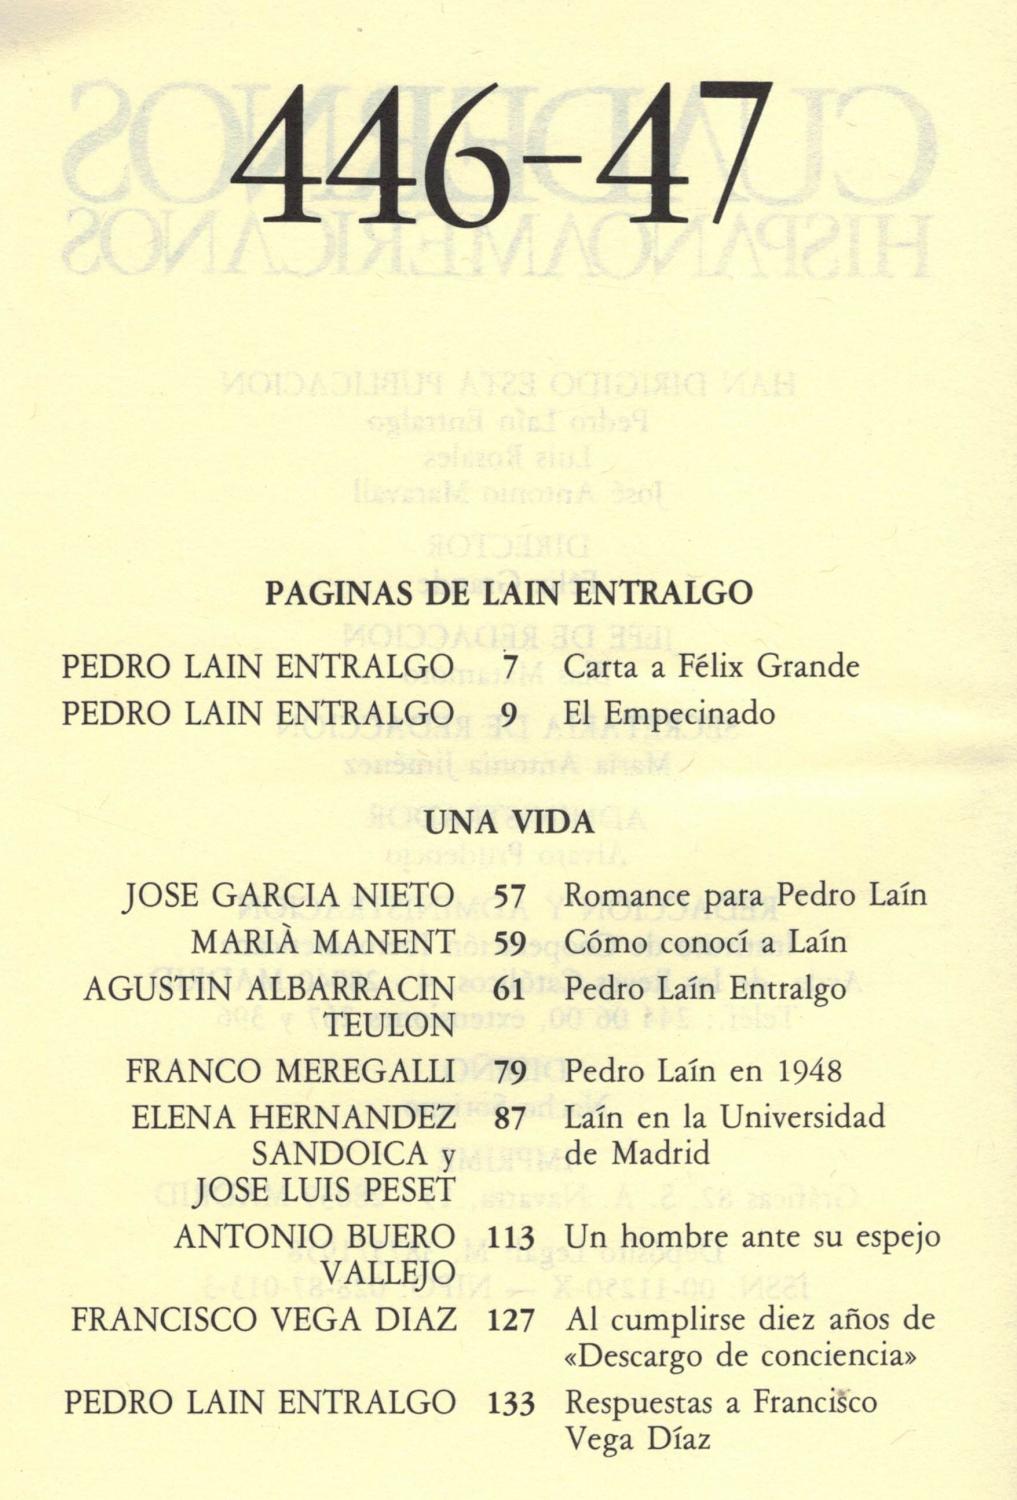 446-47
PAGINAS DE LAIN ENTRALGO
PEDRO LAIN ENTRALGO 7 Carta a Félix Grande
PEDRO LAIN ENTRALGO 9 El Empecinado
UNA VIDA
JOSE GARCIA NIETO 57 Romance para Pedro Laín
MARIÀ MANENT 59 Cómo conocí a Laín
AGUSTIN ALBARRACIN 61 Pedro Laín Entralgo
TEULON
FRANCO MEREGALLI 79 Pedro Laín en 1948
ELENA HERNANDEZ 87 Laín en la Universidad
SANDOICA y de Madrid
JOSE LUIS PESET
ANTONIO BUERO 113 Un hombre ante su espejo
VALLEJO
FRANCISCO VEGA DIAZ 127 Al cumplirse diez años de
«Descargo de conciencia»
PEDRO LAIN ENTRALGO 133 Respuestas a Francisco
Vega Díaz